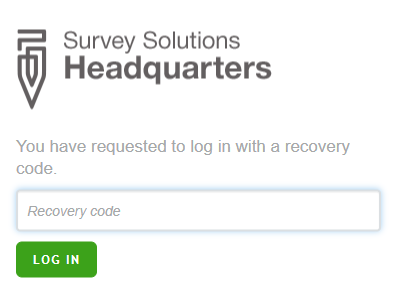 Survey Solutions
Headquarters
You have requested to log in with a recovery
code.
Recovery code
LOG IN